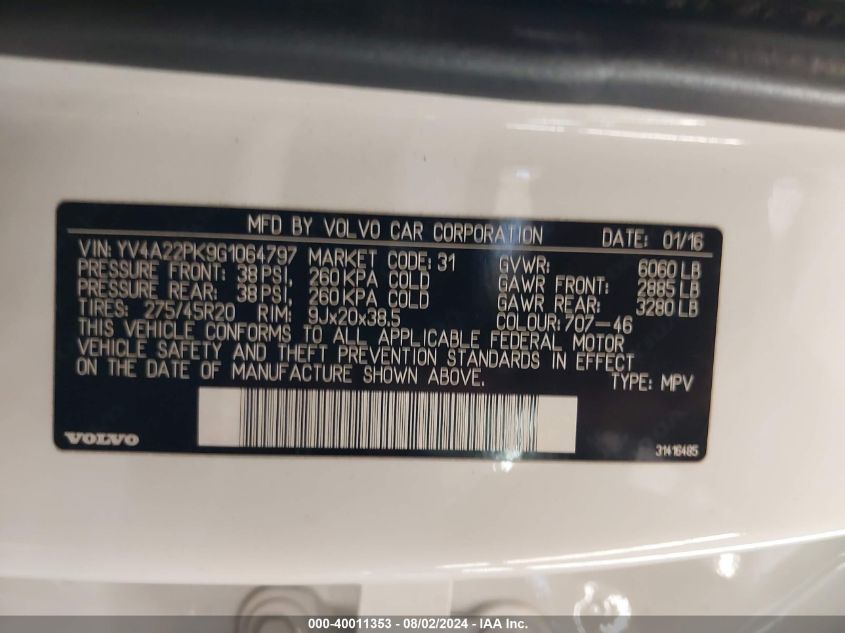 MFD BY VOLVO CAR CORPORATION DATE: 01/16
VIN: YV4A22PK9G1064797 MARKET CODE: 31 GVWR: 6060 LB
PRESSURE FRONT: 38 PSI, 260 KPA COLD GAWR FRONT: 2885 LB
PRESSURE REAR: 38 PSI, 260 KPA COLD GAWR REAR: 3280 LB
TIRES: 275/45R20 RIM: 9Jx20x38.5 COLOUR: 707-46
THIS VEHICLE CONFORMS TO ALL APPLICABLE FEDERAL MOTOR
VEHICLE SAFETY AND THEFT PREVENTION STANDARDS IN EFFECT
ON THE DATE OF MANUFACTURE SHOWN ABOVE. TYPE: MPV
VOLVO 31416485
000-40011353 - 08/02/2024 - IAA Inc.